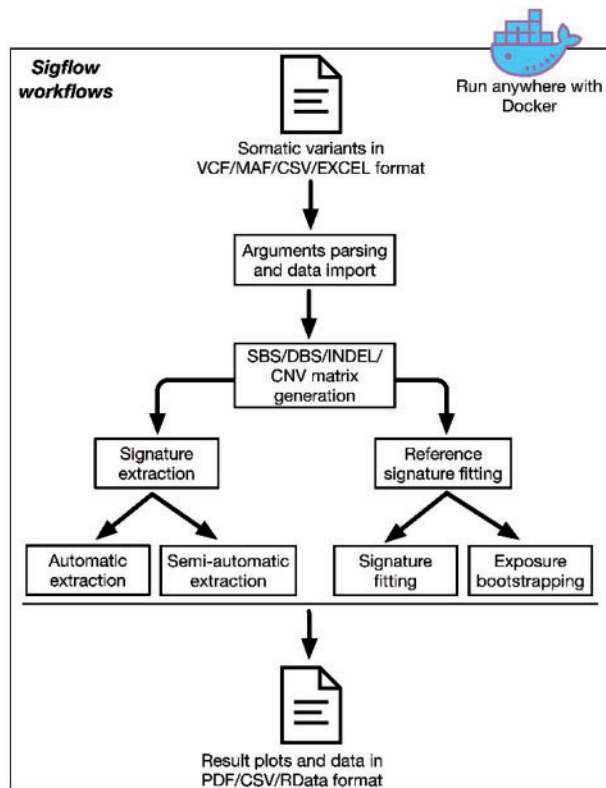 Sigflow
workflows
Run anywhere with
Docker
Somatic variants in
VCF/MAF/CSV/EXCEL format
Arguments parsing
and data import
SBS/DBS/INDEL/
CNV matrix
generation
Signature
extraction
Reference
signature fitting
Automatic
extraction
Semi-automatic
extraction
Signature
fitting
Exposure
bootstrapping
Result plots and data in
PDF/CSV/RData format